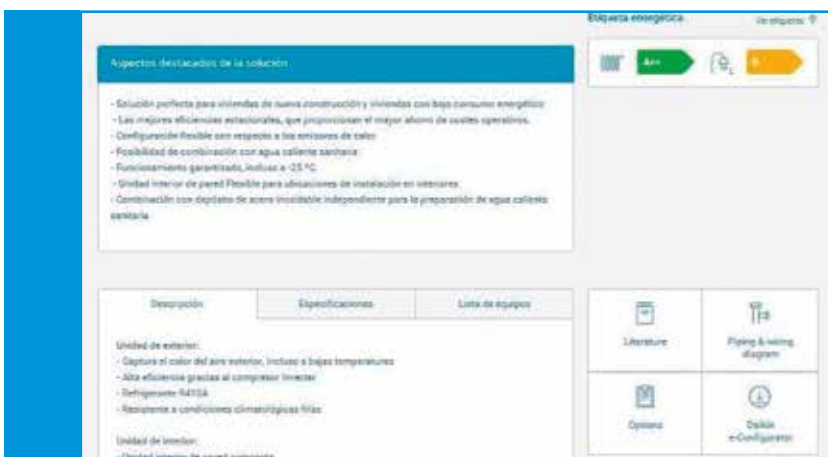 Etiqueta energética
Ver etiquetas
Aspectos destacados de la solución
A++
- Solución perfecta para viviendas de nueva construcción y viviendas con bajo consumo energético
- Las mejores eficiencias estacionales, que proporcionan el mayor ahorro de costes operativos.
- Configuración flexible con respecto a los emisores de calor
- Posibilidad de combinación con agua caliente sanitaria
- Funcionamiento garantizado, incluso a -25 ºC
- Unidad interior de pared flexible para ubicaciones de instalación en interiores
- Combinación con depósito de acero inoxidable independiente para la preparación de agua caliente
sanitaria
Descripción
Especificaciones
Lista de equipos
Unidad de exterior:
- Captura el calor del aire exterior, incluso a bajas temperaturas
- Alta eficiencia gracias al compresor Inverter
- Refrigerante R410A
- Resistente a condiciones climatológicas frías
Unidad de interior:
- Unidad interior de pared compacta
Literature
Piping & wiring
diagram
Options
Daikin
e-Configurator